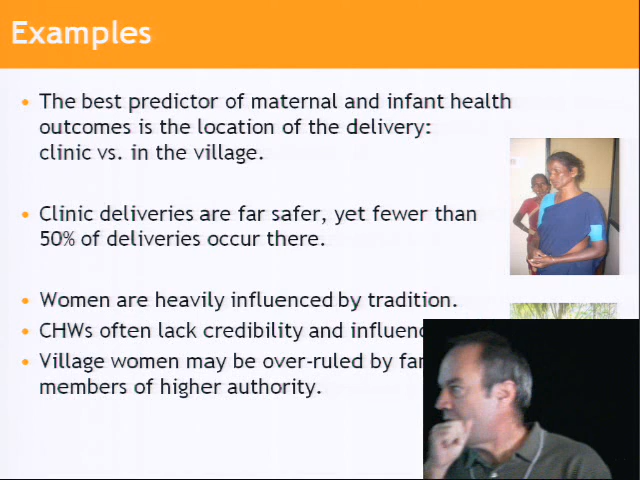 Examples
The best predictor of maternal and infant health
outcomes is the location of the delivery:
clinic vs. in the village.
Clinic deliveries are far safer, yet fewer than
50% of deliveries occur there.
Women are heavily influenced by tradition.
CHWs often lack credibility and
Village women may be over-ruled by
members of higher authority.